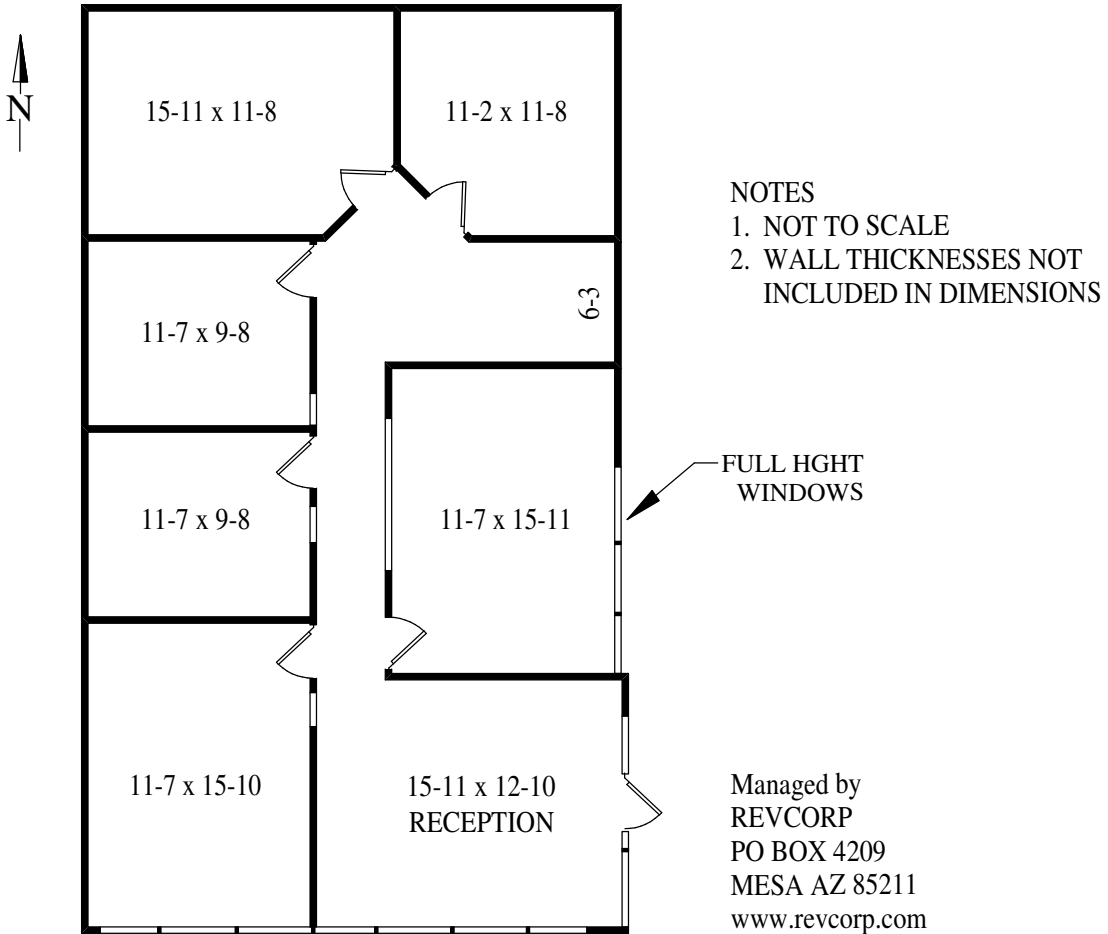 N
15-11 x 11-8
11-2 x 11-8
NOTES
1. NOT TO SCALE
2. WALL THICKNESSES NOT
INCLUDED IN DIMENSIONS
6-3
11-7 x 9-8
FULL HGHT
WINDOWS
11-7 x 9-8
11-7 x 15-11
11-7 x 15-10
15-11 x 12-10
RECEPTION
Managed by
REVCORP
PO BOX 4209
MESA AZ 85211
www.revcorp.com